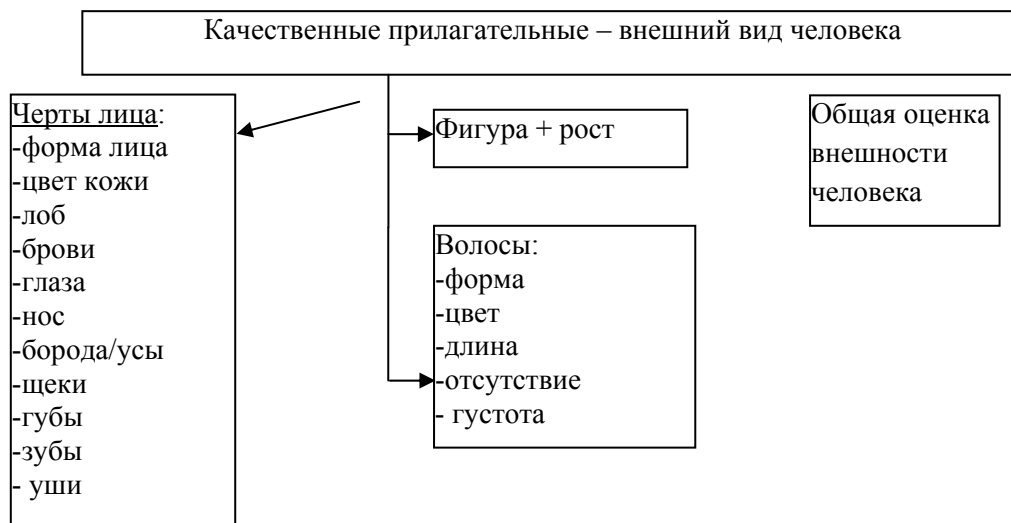 Качественные прилагательные – внешний вид человека
Черты лица:
-форма лица
-цвет кожи
-лоб
-брови
-глаза
-нос
-борода/усы
-щеки
-губы
-зубы
- уши
Фигура + рост
Волосы:
-форма
-цвет
-длина
-отсутствие
- густота
Общая оценка
внешности
человека